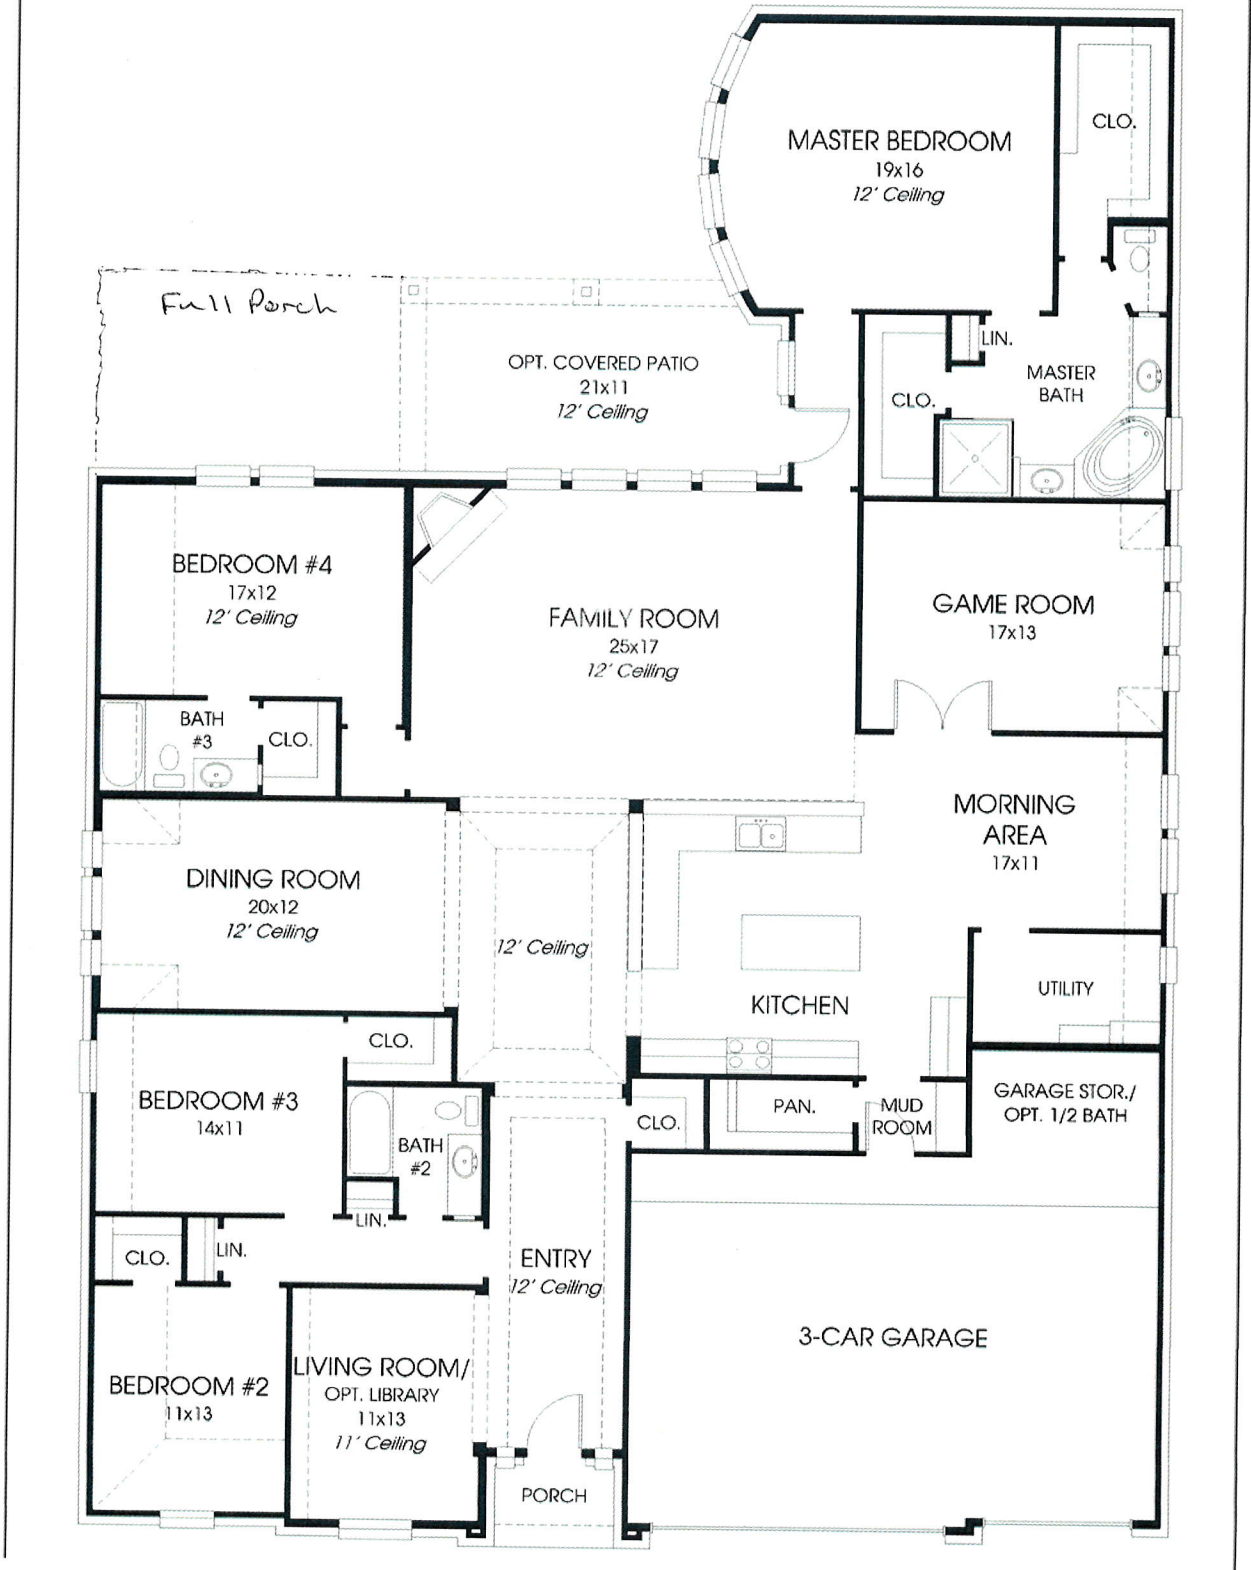 CLO.
MASTER BEDROOM
19x16
12' Ceiling
Full Porch
LIN.
OPT. COVERED PATIO
21x11
12' Ceiling
MASTER
BATH
CLO.
BEDROOM #4
17x12
12' Ceiling
FAMILY ROOM
25x17
12' Ceiling
GAME ROOM
17x13
BATH
#3
CLO.
MORNING
AREA
17x11
DINING ROOM
20x12
12' Ceiling
12' Ceiling
KITCHEN
UTILITY
CLO.
BEDROOM #3
14x11
GARAGE STOR./
OPT. 1/2 BATH
PAN.
MUD
ROOM
CLO.
BATH
#2
LIN.
CLO.
LIN.
ENTRY
12' Ceiling
3-CAR GARAGE
BEDROOM #2
11x13
LIVING ROOM/
OPT. LIBRARY
11x13
11' Ceiling
PORCH